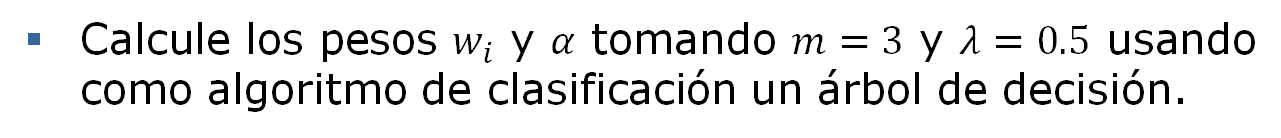 ▪ Calcule los pesos $w_i$ y $\alpha$ tomando $m = 3$ y $\lambda = 0.5$ usando
como algoritmo de clasificación un árbol de decisión.